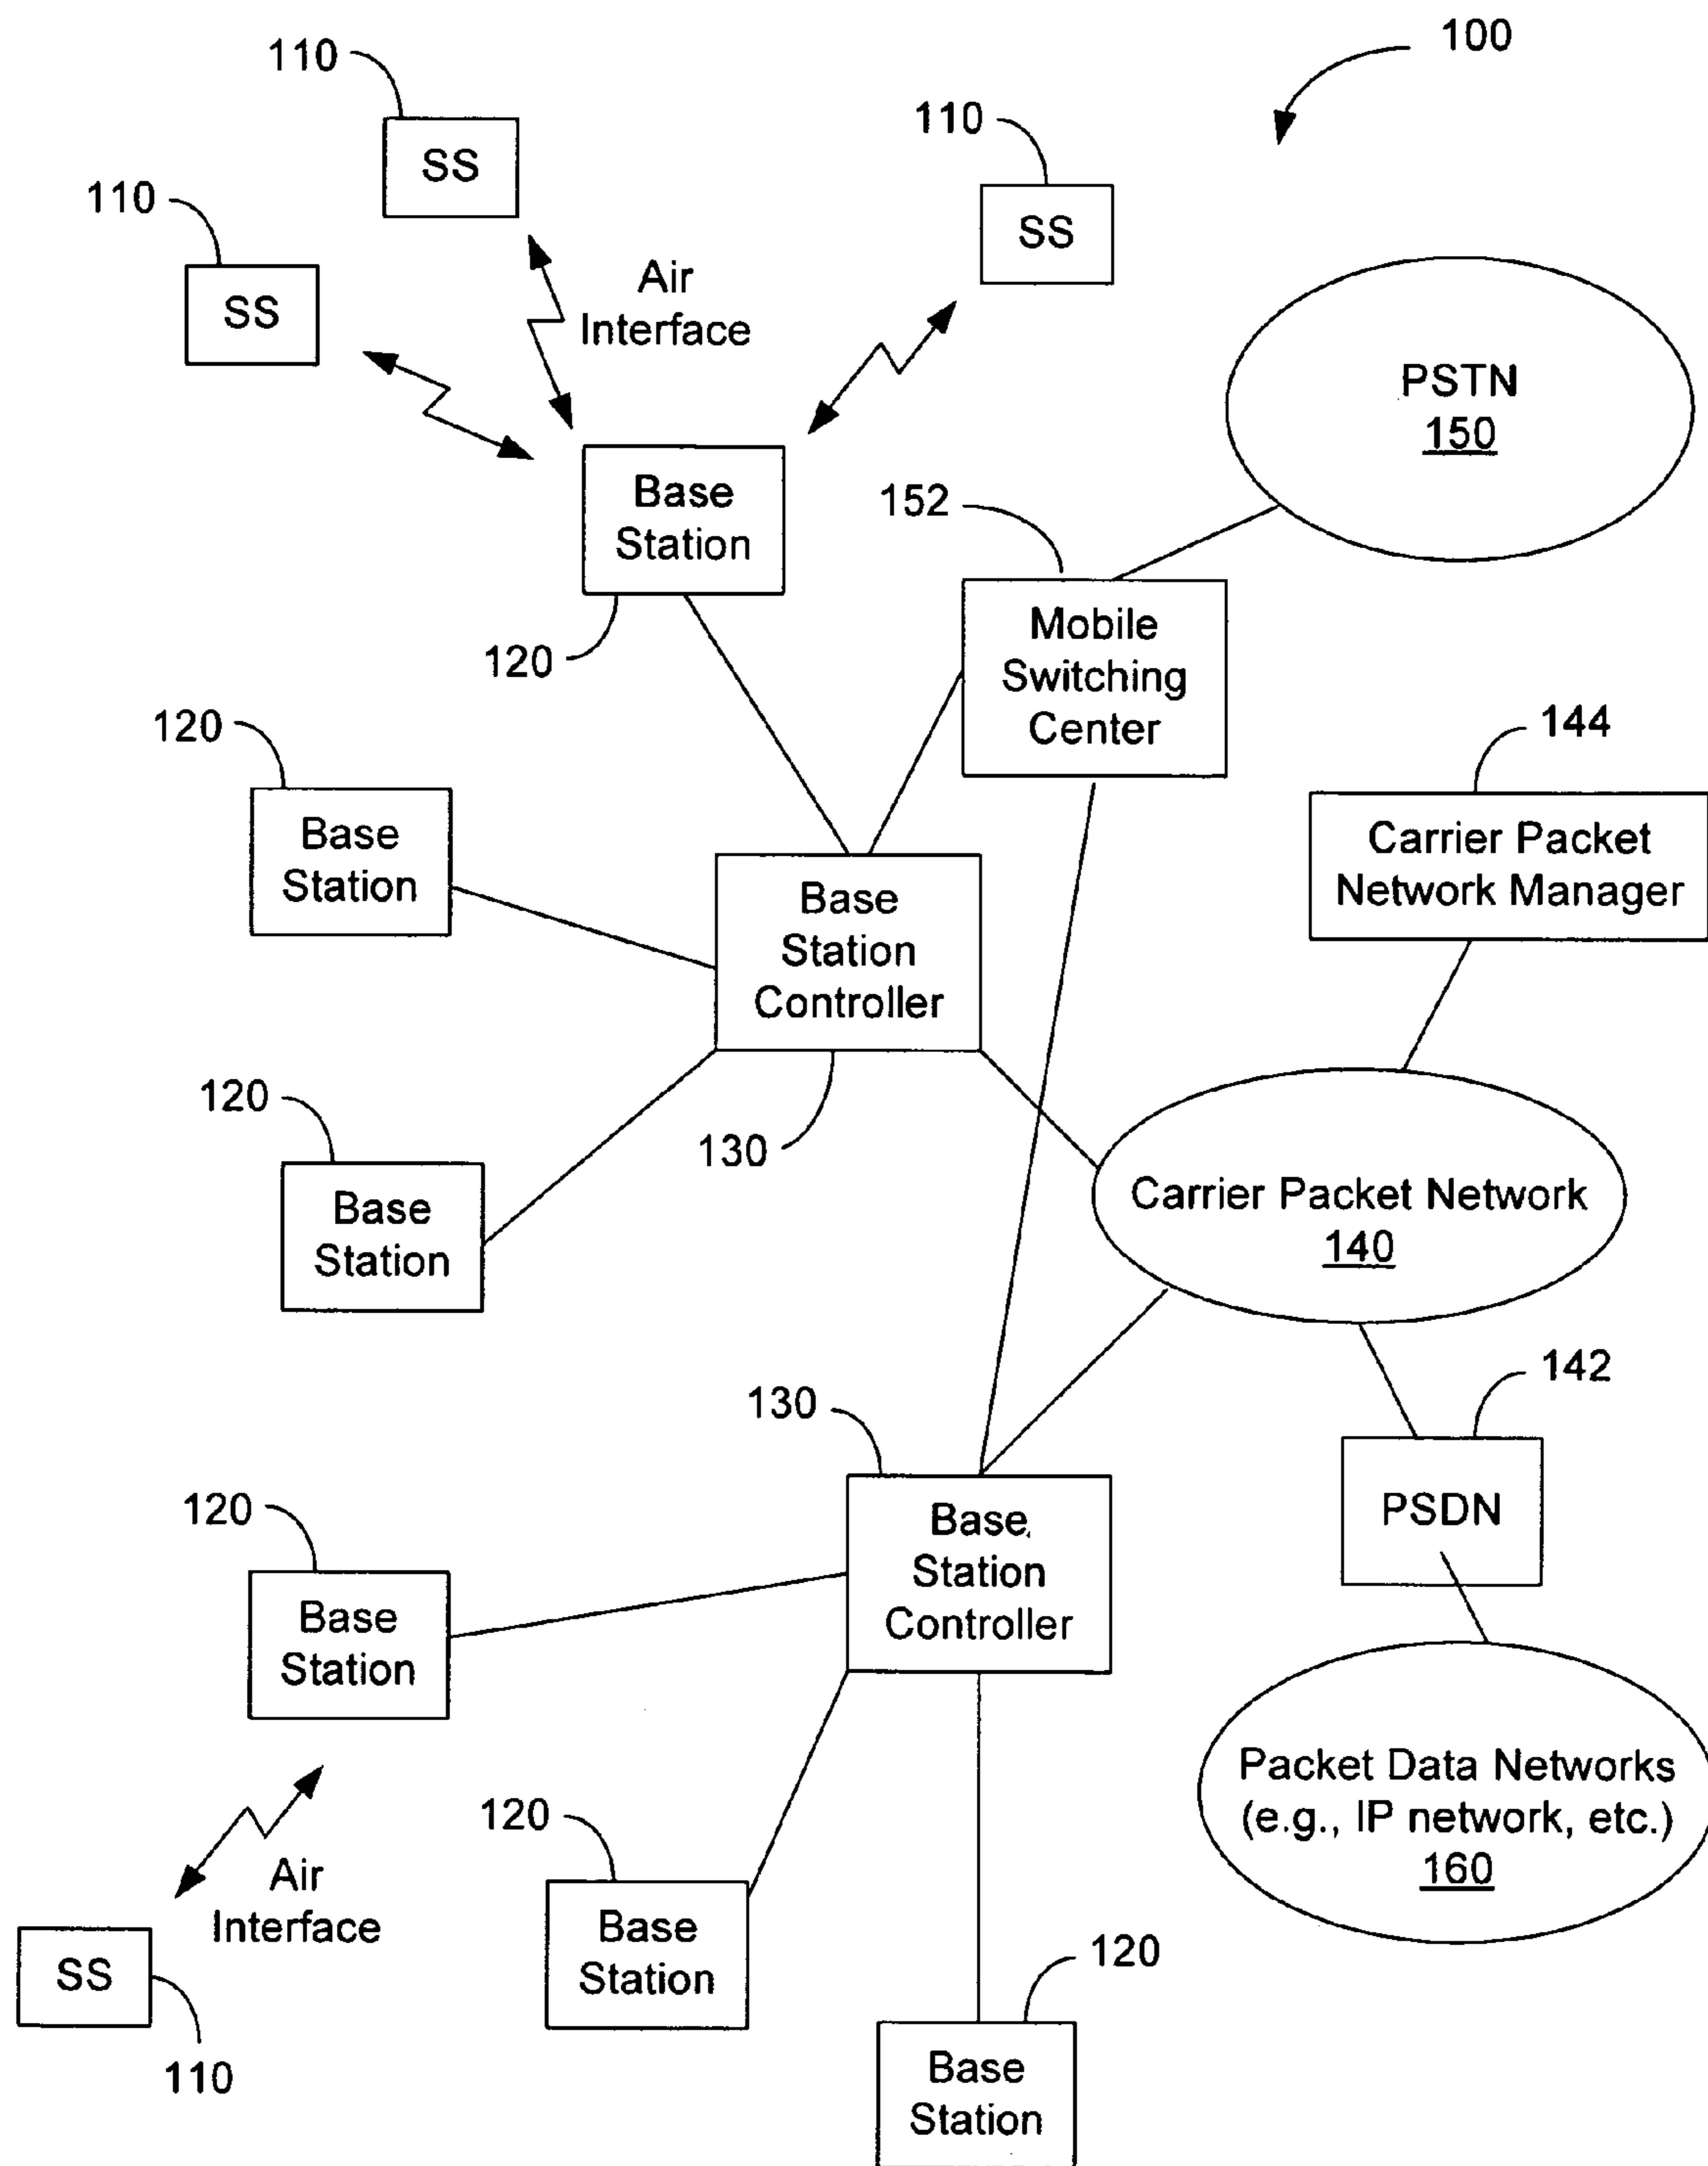 100
110
SS
110
SS
110
SS
Air
Interface
PSTN
150
Base
Station
120
152
Mobile
Switching
Center
144
Carrier Packet
Network Manager
120
Base
Station
Base
Station
Controller
130
120
Base
Station
Carrier Packet Network
140
142
PSDN
130
Base
Station
Controller
120
Base
Station
Packet Data Networks
(e.g., IP network, etc.)
160
Air
Interface
SS
110
120
Base
Station
120
Base
Station